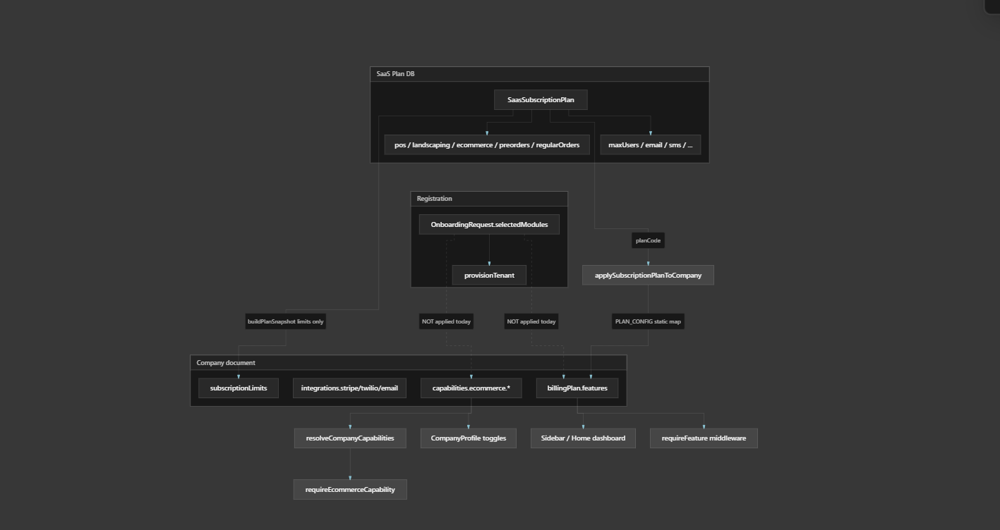 SaaS Plan DB
SaasSubscriptionPlan
pos / landscaping / ecommerce / preorders / regularOrders
maxUsers / email / sms / ...
Registration
OnboardingRequest.selectedModules
planCode
provisionTenant
applySubscriptionPlanToCompany
buildPlanSnapshot limits only
NOT applied today
NOT applied today
PLAN_CONFIG static map
Company document
subscriptionLimits
integrations.stripe/twilio/email
capabilities.ecommerce.*
billingPlan.features
resolveCompanyCapabilities
CompanyProfile toggles
Sidebar / Home dashboard
requireFeature middleware
requireEcommerceCapability